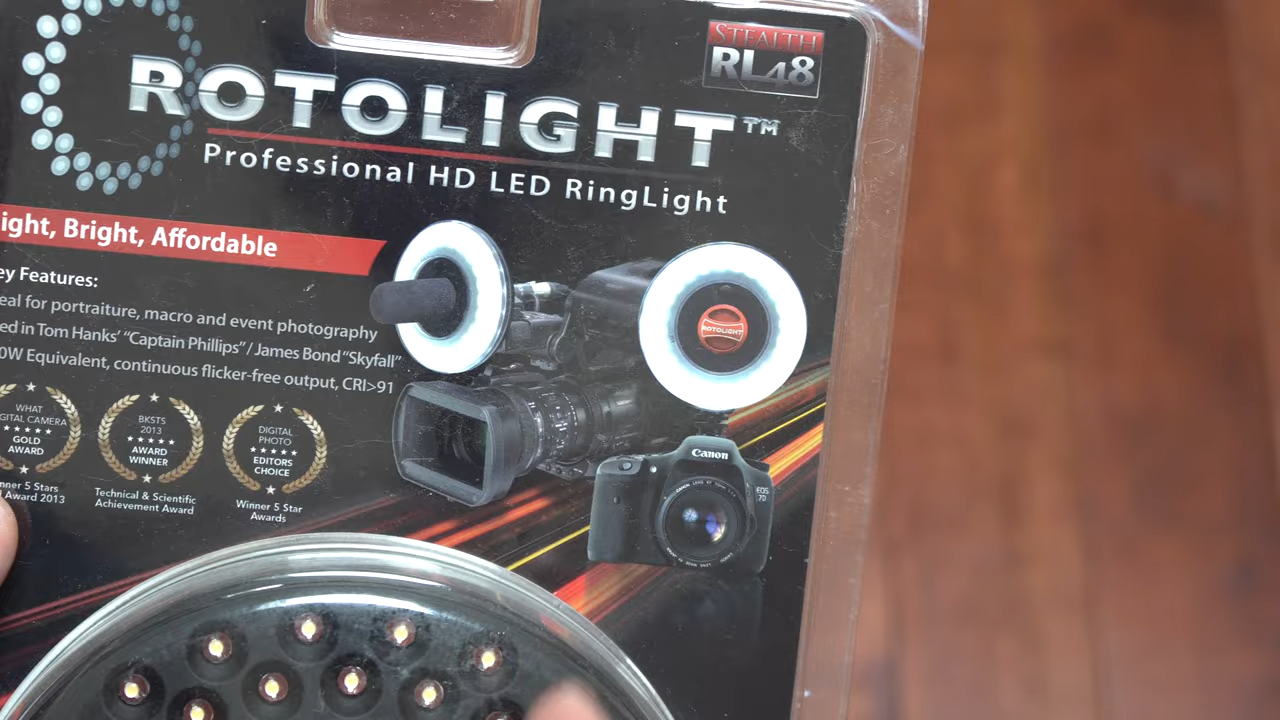 STEALTH
RL48
ROTOLIGHT™
Professional HD LED RingLight
ight, Bright, Affordable
ey Features:
eal for portraiture, macro and event photography
ed in Tom Hanks' "Captain Phillips" / James Bond "Skyfall"
0W Equivalent, continuous flicker-free output, CRI>91
ROTOLIGHT
WHAT
IGITAL CAMERA
GOLD
AWARD
nner 5 Stars
d Award 2013
BKSTS
2013
AWARD
WINNER
Technical & Scientific
Achievement Award
DIGITAL
PHOTO
EDITORS
CHOICE
Winner 5 Star
Awards
Canon
EOS
7D